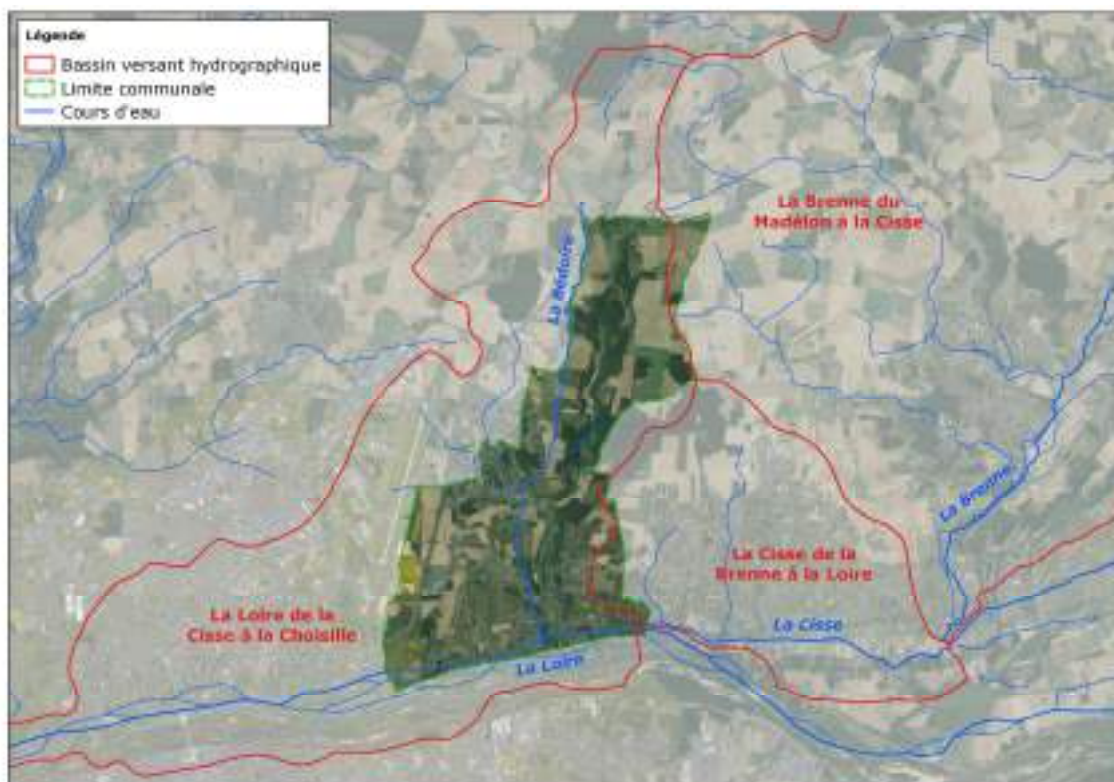 Légende
Bassin versant hydrographique
Limite communale
Cours d'eau
La Brenne du
Madelon à la Cisse
La Bédoire
La Brenne
La Cisse de la
Brenne à la Loire
La Loire de la
Cisse à la Choisille
La Cisse
La Loire